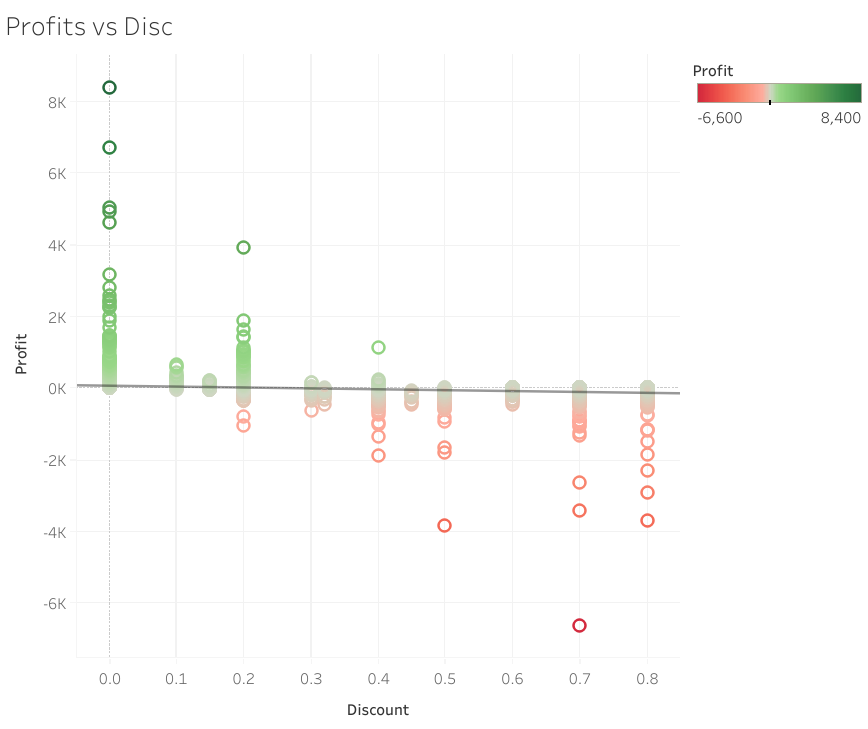 Profits vs Disc
Profit
-6,600 8,400
8K
6K
4K
2K
0K
-2K
-4K
-6K
Profit
0.0 0.1 0.2 0.3 0.4 0.5 0.6 0.7 0.8
Discount